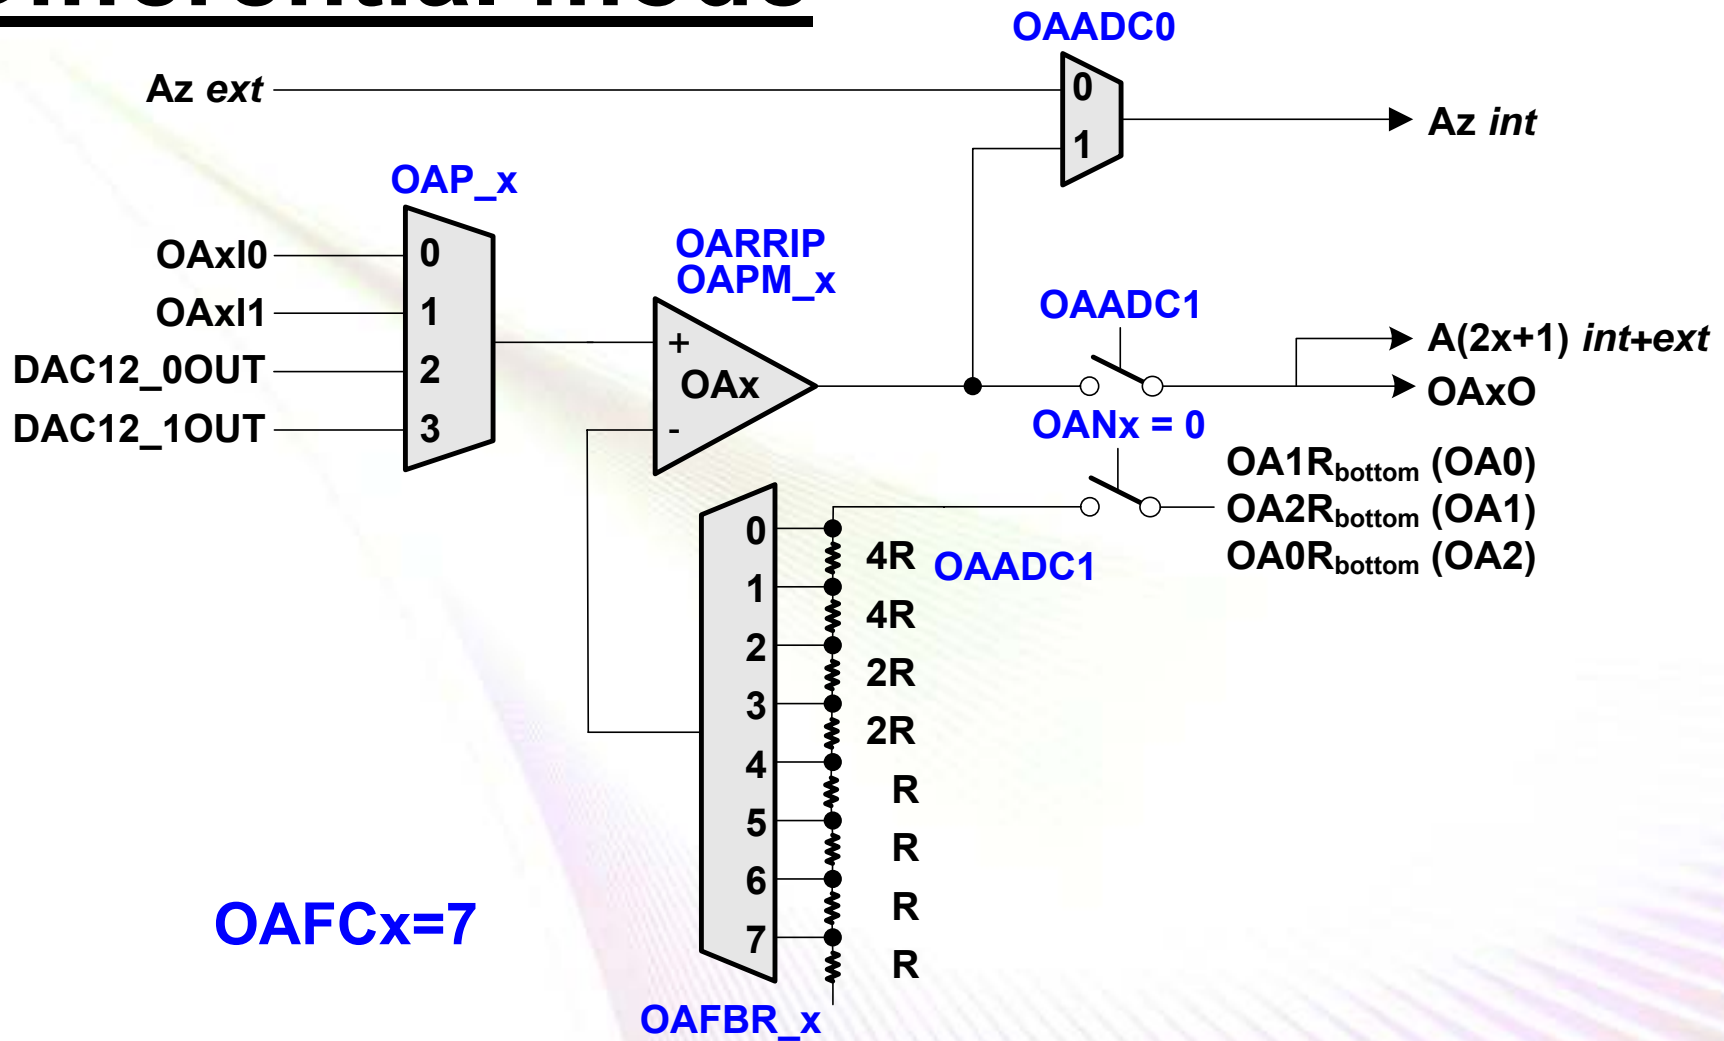 Differential mode
OAADC0
Az ext
0
1
Az int
OAP_x
OAxI0
OAxI1
DAC12_0OUT
DAC12_1OUT
0
1
2
3
OARRIP
OAPM_x
+
OAx
-
OAADC1
A(2x+1) int+ext
OAxO
OANx = 0
OA1Rbottom (OA0)
OA2Rbottom (OA1)
OA0Rbottom (OA2)
0
1
2
3
4
5
6
7
4R
OAADC1
4R
2R
2R
R
R
R
R
OAFCx=7
OAFBR_x